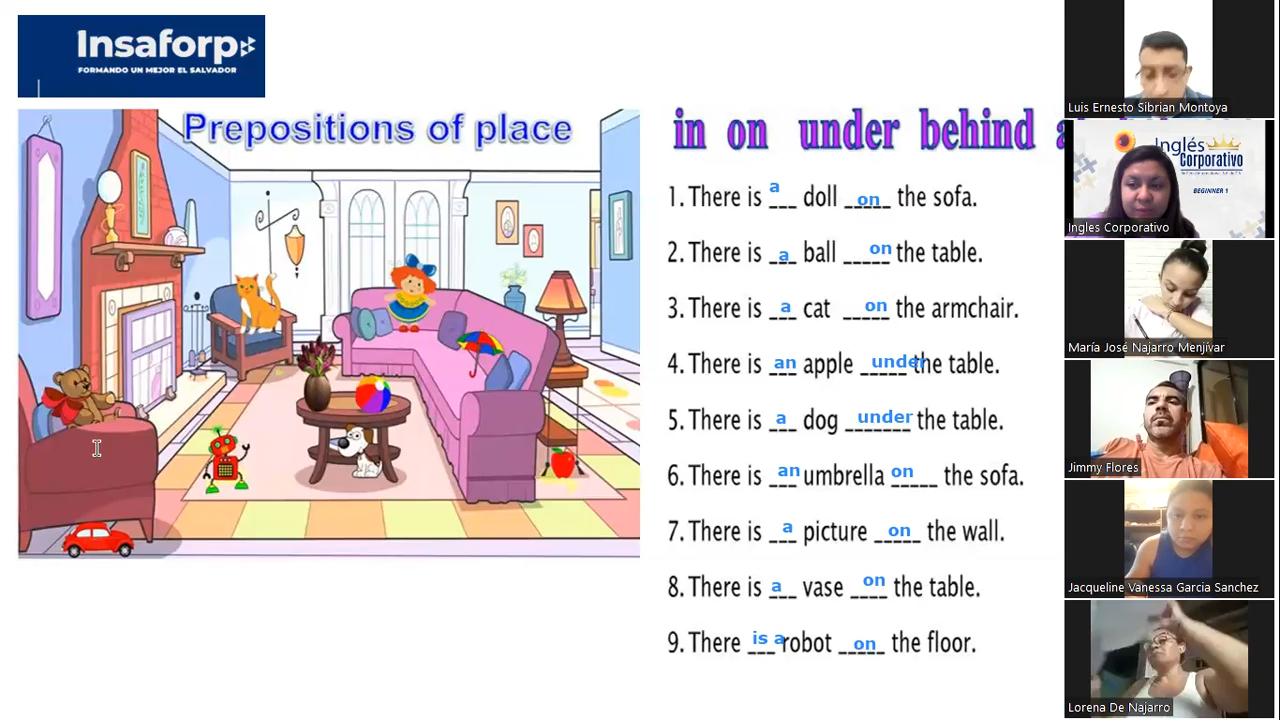 Insaforp
FORMANDO UN MEJOR EL SALVADOR
Prepositions of place
in on under behind
1. There is a doll on the sofa.
2. There is a ball on the table.
3. There is a cat on the armchair.
4. There is an apple under the table.
5. There is a dog under the table.
6. There is an umbrella on the sofa.
7. There is a picture on the wall.
8. There is a vase on the table.
9. There is a robot on the floor.
Luis Ernesto Sibrian Montoya
Inglés
Corporativo
BEGINNER 1
Ingles Corporativo
María José Najarro Menjívar
Jimmy Flores
Jacqueline Vanessa Garcia Sanchez
Lorena De Najarro